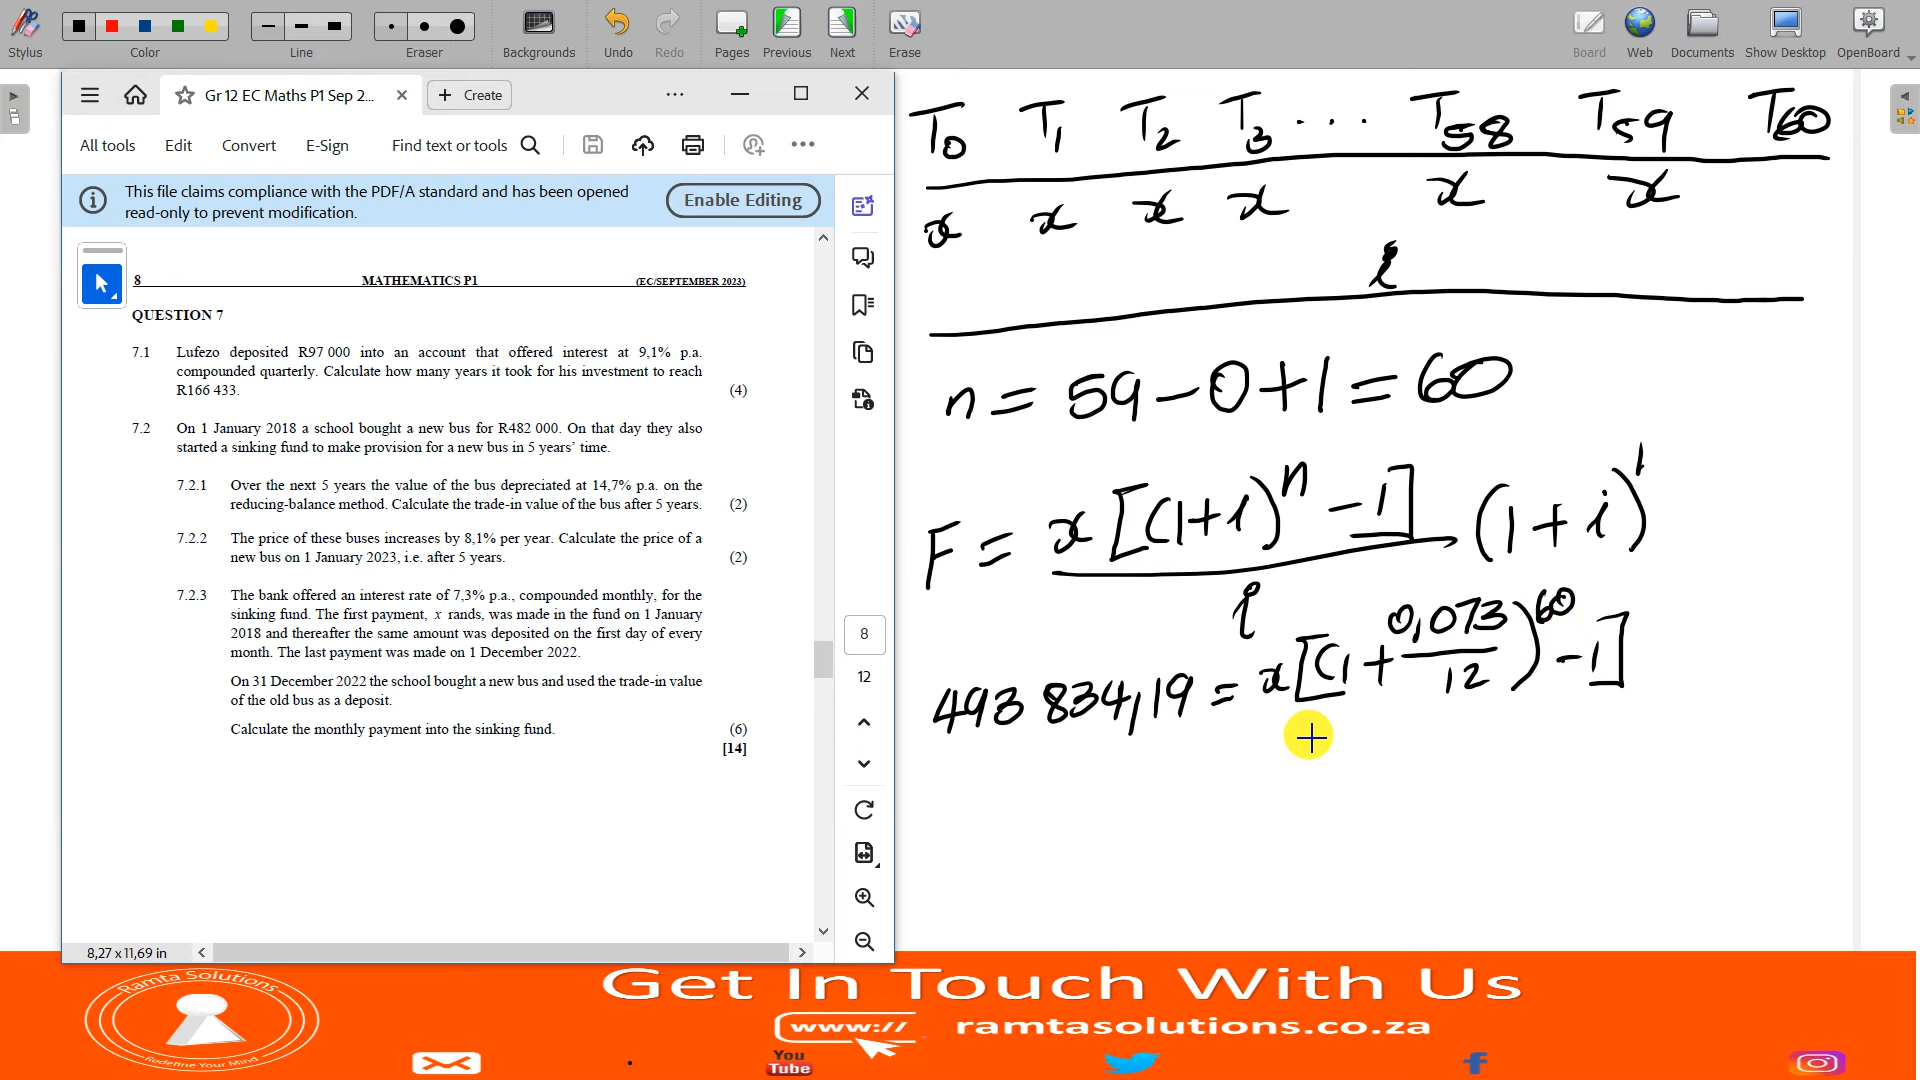 Stylus Color Line Eraser Backgrounds Undo Redo Pages Previous Next Erase Board Web Documents Show Desktop OpenBoard
Gr 12 EC Maths P1 Sep 2... Create
All tools Edit Convert E-Sign Find text or tools
This file claims compliance with the PDF/A standard and has been opened
read-only to prevent modification.
Enable Editing
8 MATHEMATICS P1 (EC/SEPTEMBER 2023)
QUESTION 7
7.1 Lufezo deposited R97 000 into an account that offered interest at 9,1% p.a.
compounded quarterly. Calculate how many years it took for his investment to reach
R166 433. (4)
7.2 On 1 January 2018 a school bought a new bus for R482 000. On that day they also
started a sinking fund to make provision for a new bus in 5 years' time.
7.2.1 Over the next 5 years the value of the bus depreciated at 14,7% p.a. on the
reducing-balance method. Calculate the trade-in value of the bus after 5 years. (2)
7.2.2 The price of these buses increases by 8,1% per year. Calculate the price of a
new bus on 1 January 2023, i.e. after 5 years. (2)
7.2.3 The bank offered an interest rate of 7,3% p.a., compounded monthly, for the
sinking fund. The first payment, x rands, was made in the fund on 1 January
2018 and thereafter the same amount was deposited on the first day of every
month. The last payment was made on 1 December 2022.
On 31 December 2022 the school bought a new bus and used the trade-in value
of the old bus as a deposit.
Calculate the monthly payment into the sinking fund. (6)
[14]
8
12
8,27 x 11,69 in
T0 T1 T2 T3 ... T58 T59 T60
x x x x x x
i
n = 59 - 0 + 1 = 60
F = x[(1+i)^n - 1] (1+i)^1
i
493 834,19 = x[(1 + 0,073/12)^60 - 1]
Get In Touch With Us
www:// ramtasolutions.co.za
Ramta Solutions
Redefine Your Mind
You
Tube